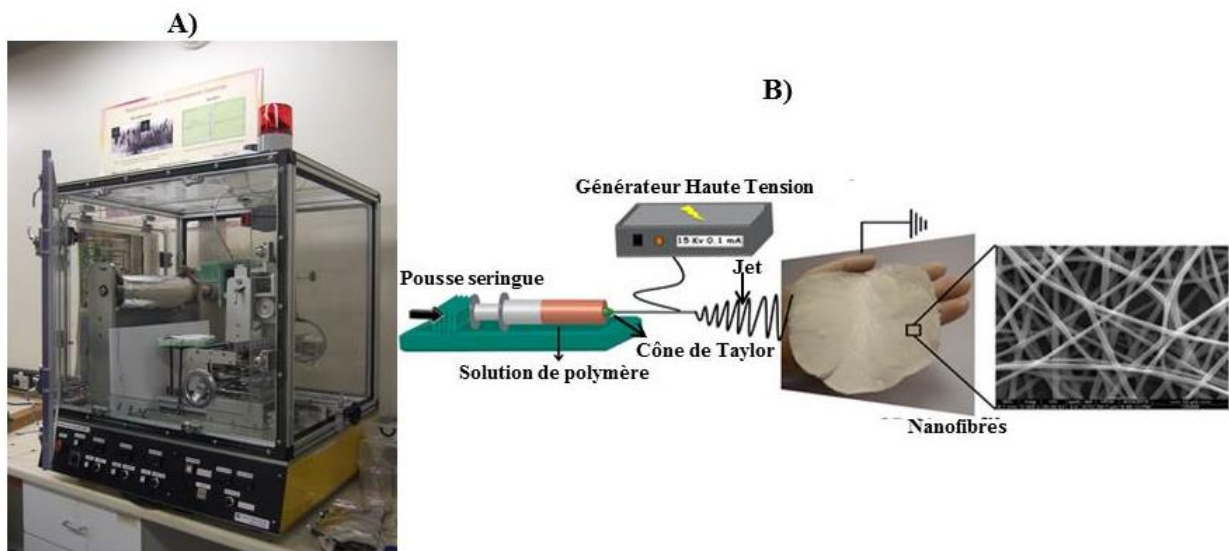 A)
B)
Générateur Haute Tension
15 Kv 0.1 mA
Jet
Pousse seringue
Cône de Taylor
Solution de polymère
Nanofibres